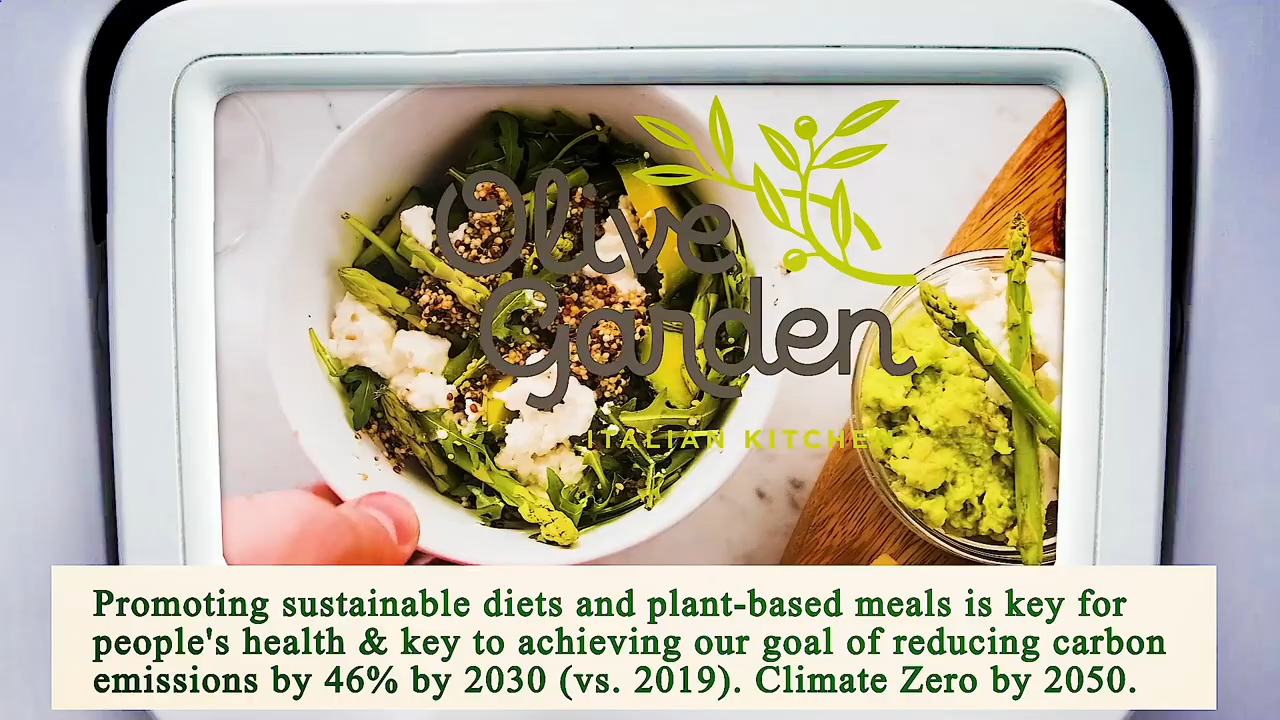 Olive
Garden
ITALIAN KITCHEN
Promoting sustainable diets and plant-based meals is key for
people's health & key to achieving our goal of reducing carbon
emissions by 46% by 2030 (vs. 2019). Climate Zero by 2050.